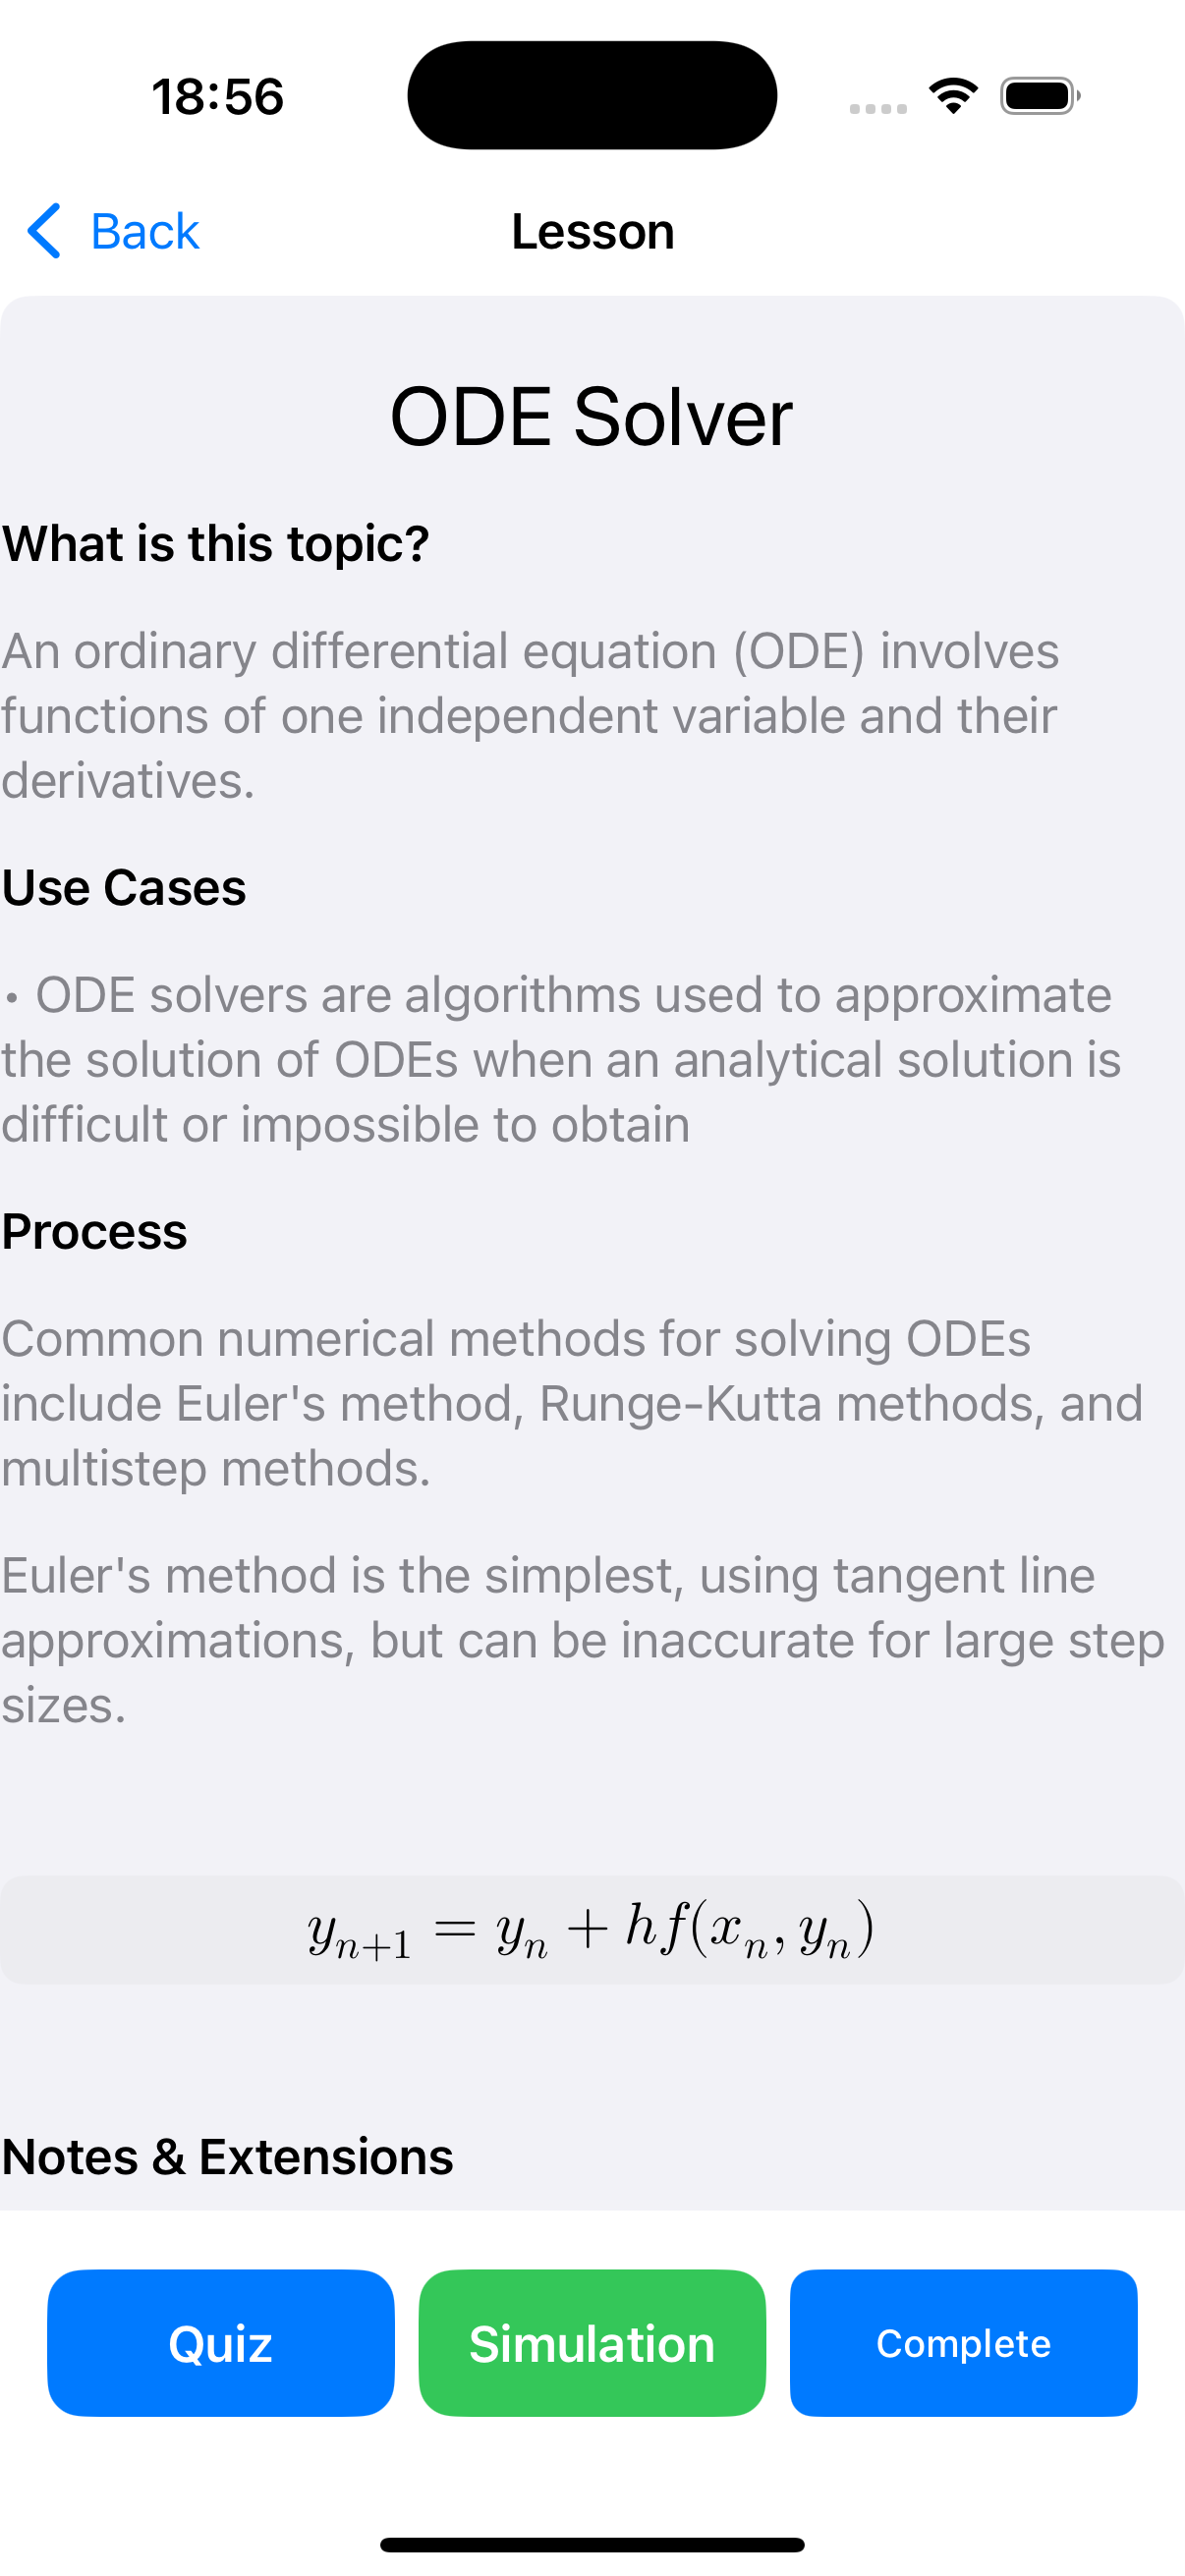 18:56
Back
Lesson
ODE Solver
What is this topic?
An ordinary differential equation (ODE) involves
functions of one independent variable and their
derivatives.
Use Cases
• ODE solvers are algorithms used to approximate
the solution of ODEs when an analytical solution is
difficult or impossible to obtain
Process
Common numerical methods for solving ODEs
include Euler's method, Runge-Kutta methods, and
multistep methods.
Euler's method is the simplest, using tangent line
approximations, but can be inaccurate for large step
sizes.
$y_{n+1} = y_n + hf(x_n, y_n)$
Notes & Extensions
Quiz
Simulation
Complete